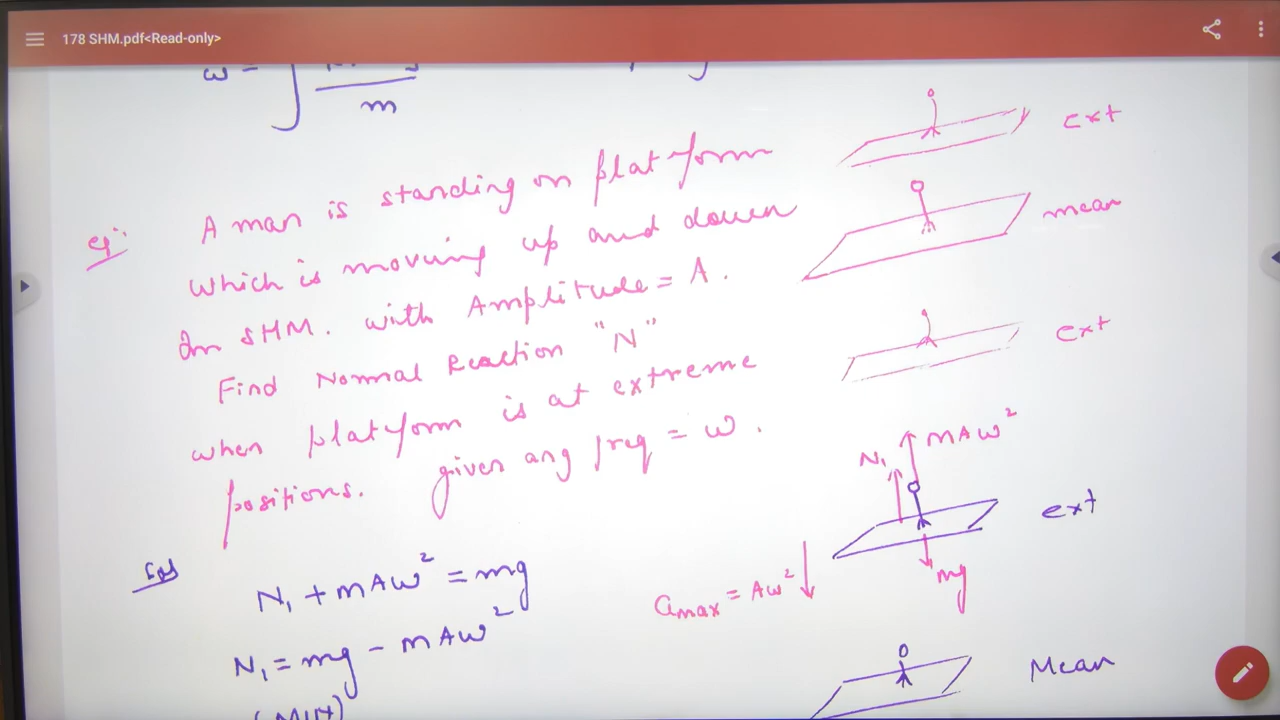 178 SHM.pdf<Read-only>
ω =
m
eg:
A man is standing on platform
which is moving up and down
In SHM. with Amplitude = A.
Find Normal Reaction "N"
when platform is at extreme
positions. given ang freq = ω.
ext
mean
ext
N₁
mAω²
ext
mg
a max = Aω²
Mean
Sol
N₁ + mAω² = mg
N₁ = mg - mAω²